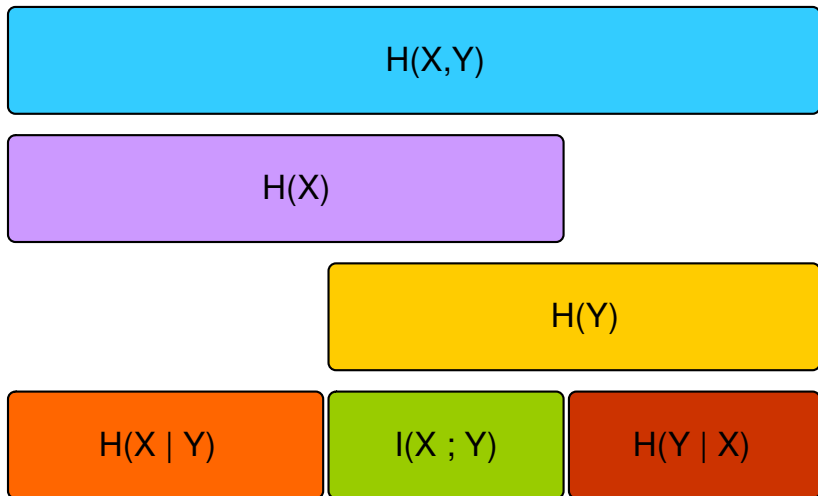 H(X,Y)
H(X)
H(Y)
H(X | Y)
I(X ; Y)
H(Y | X)